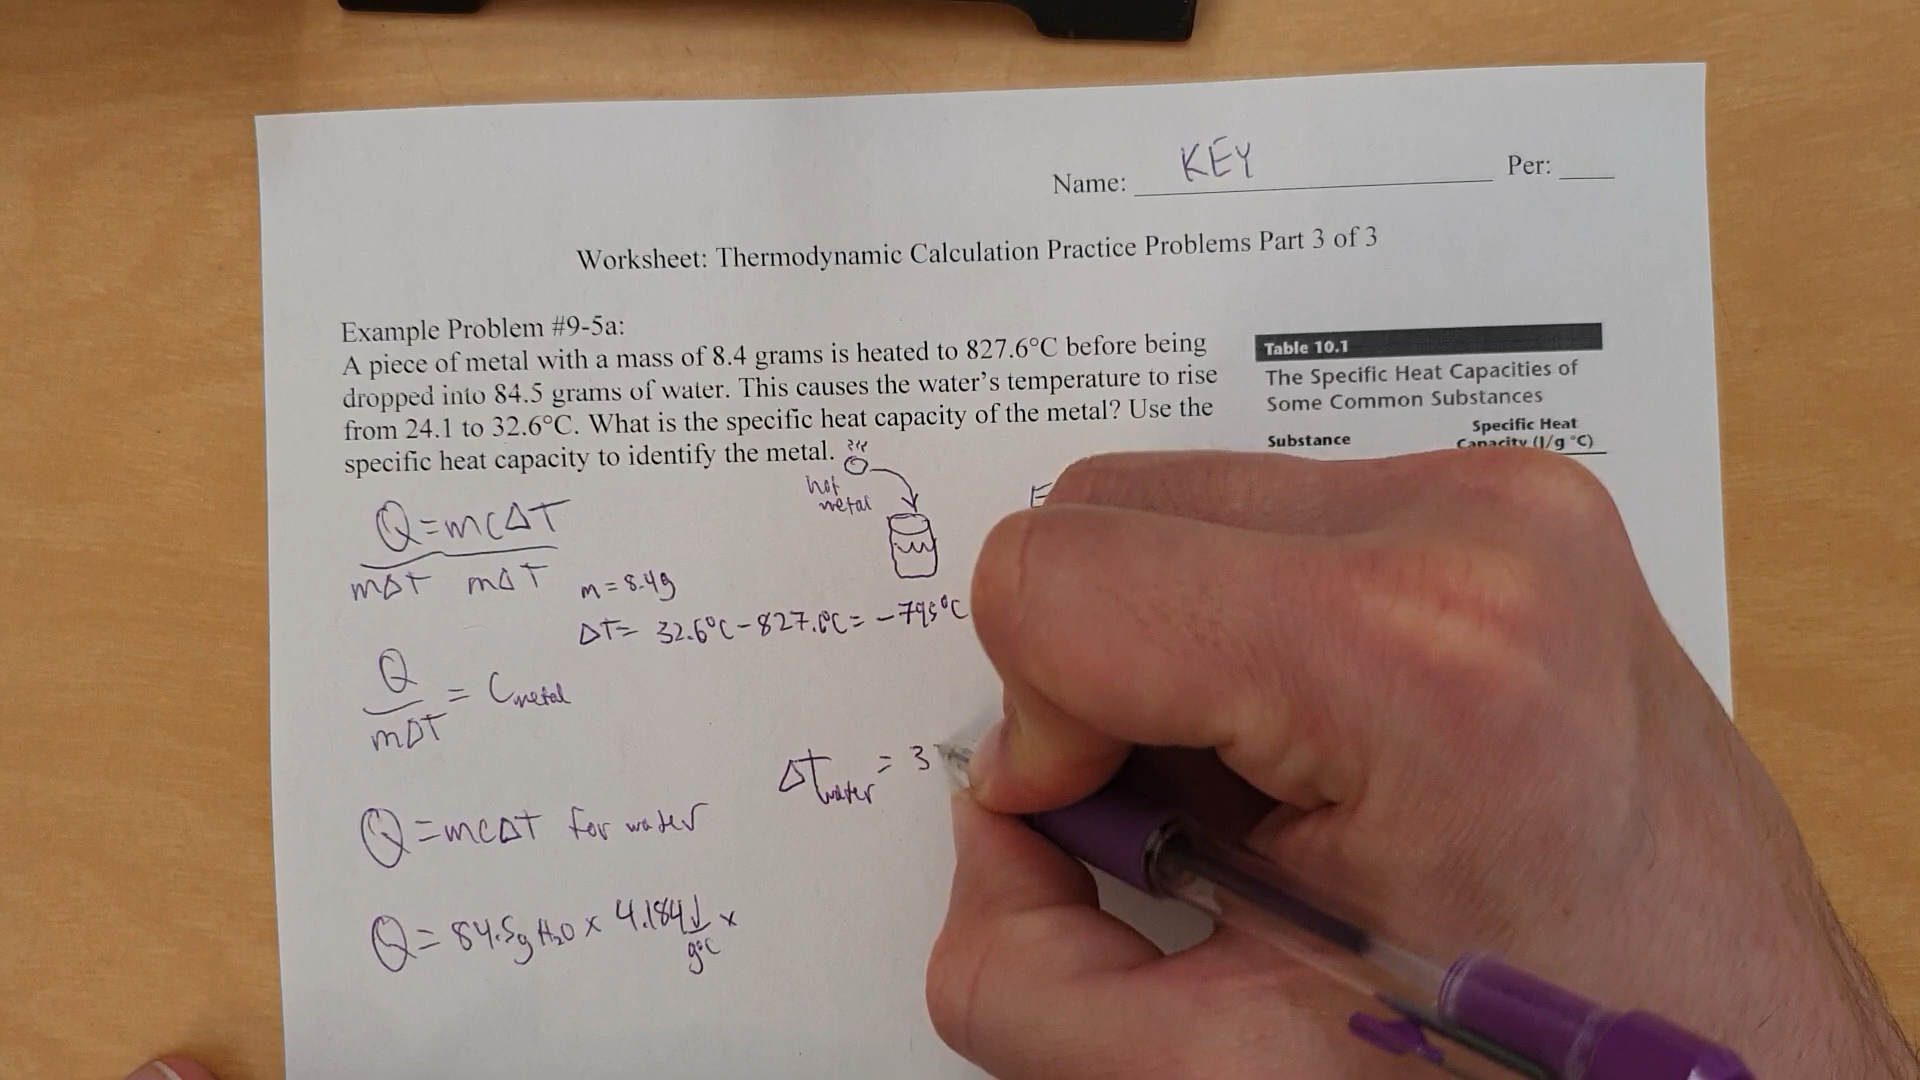 Name: KEY Per:
Worksheet: Thermodynamic Calculation Practice Problems Part 3 of 3
Example Problem #9-5a:
A piece of metal with a mass of 8.4 grams is heated to 827.6°C before being
dropped into 84.5 grams of water. This causes the water's temperature to rise
from 24.1 to 32.6°C. What is the specific heat capacity of the metal? Use the
specific heat capacity to identify the metal.
Table 10.1
The Specific Heat Capacities of
Some Common Substances
Substance
Specific Heat
Capacity (J/g °C)
hot
metal
Q=mCΔT
mΔT mΔT
m = 8.4g
ΔT= 32.6°C-827.6°C= -795°C
Q
mΔT
= Cmetal
ΔTwater = 3
Q=mCΔT for water
Q= 84.5g H₂O x 4.184 J x
g°C